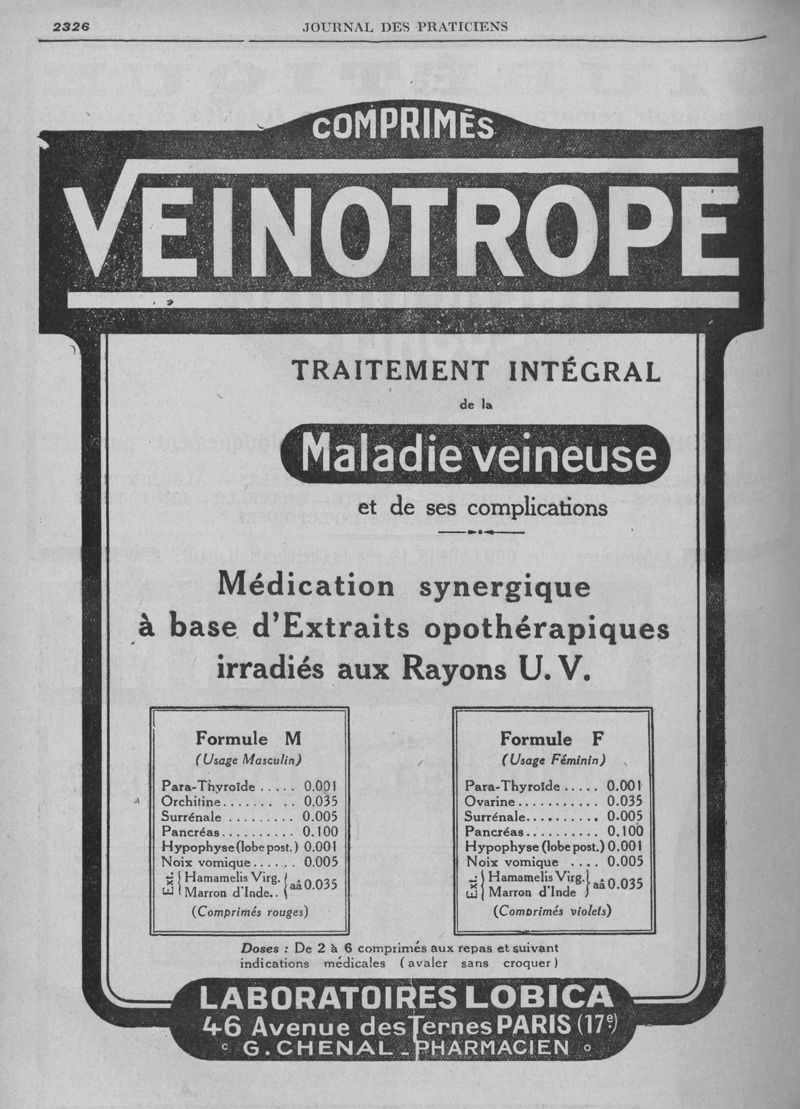 2326
JOURNAL DES PRATICIENS
COMPRIMÉS
VEINOTROPE
TRAITEMENT INTÉGRAL
de la
Maladie veineuse
et de ses complications
Médication synergique
à base d'Extraits opothérapiques
irradiés aux Rayons U. V.
Formule M
(Usage Masculin)
Para-Thyroïde ..... 0.001
Orchitine....... .. 0.035
Surrénale ......... 0.005
Pancréas.......... 0.100
Hypophyse (lobe post.) 0.001
Noix vomique...... 0.005
Ext. { Hamamelis Virg. } aâ 0.035
Marron d'Inde..
(Comprimés rouges)
Formule F
(Usage Féminin)
Para-Thyroïde ..... 0.001
Ovarine........... 0.035
Surrénale.......... 0.005
Pancréas.......... 0.100
Hypophyse (lobe post.) 0.001
Noix vomique .... 0.005
Ext. { Hamamelis Virg. } aâ 0.035
Marron d'Inde
(Comprimés violets)
Doses : De 2 à 6 comprimés aux repas et suivant
indications médicales (avaler sans croquer)
LABORATOIRES LOBICA
46 Avenue des Ternes PARIS (17e)
G. CHENAL - PHARMACIEN